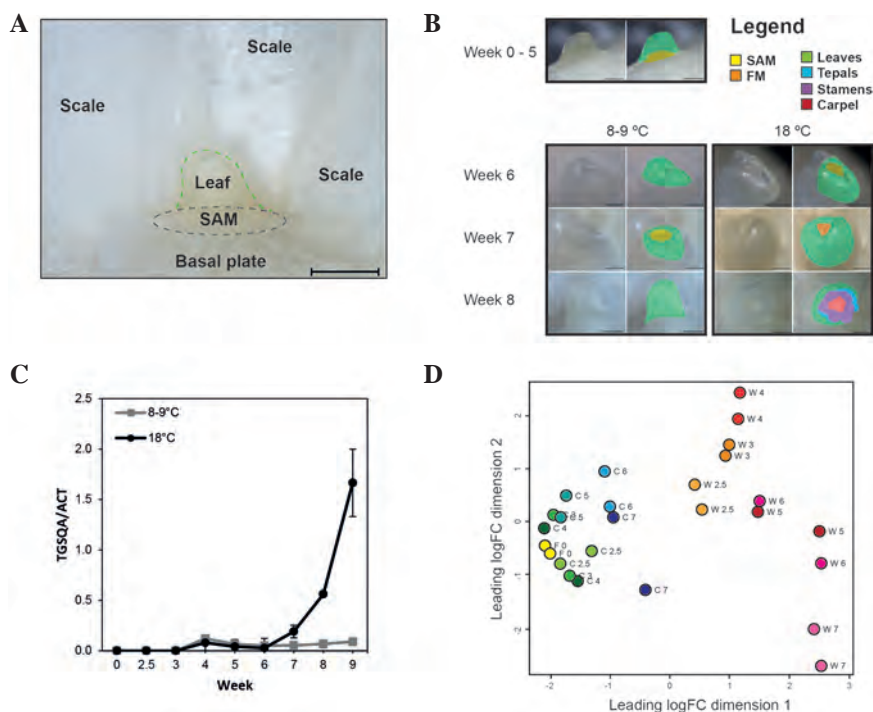 A
Scale
Scale
Leaf
Scale
SAM
Basal plate
B
Legend
Week 0 - 5
SAM
FM
Leaves
Tepals
Stamens
Carpel
8-9 ºC
18 ºC
Week 6
Week 7
Week 8
C
2.5
2.0
1.5
1.0
0.5
0.0
TGSQA/ACT
8-9°C
18°C
0 2.5 3 4 5 6 7 8 9
Week
D
Leading logFC dimension 2
2
1
0
-1
-2
W 4
W 4
W 3
W 3
C 6
W 2.5
C 5
W 6
C 6
W 2.5
W 5
C 7
C 5
C 4
W 5
F 0
F 0
C 2.5
C 2.5
W 6
C 3
C 4
C 7
W 7
W 7
-2 -1 0 1 2 3
Leading logFC dimension 1